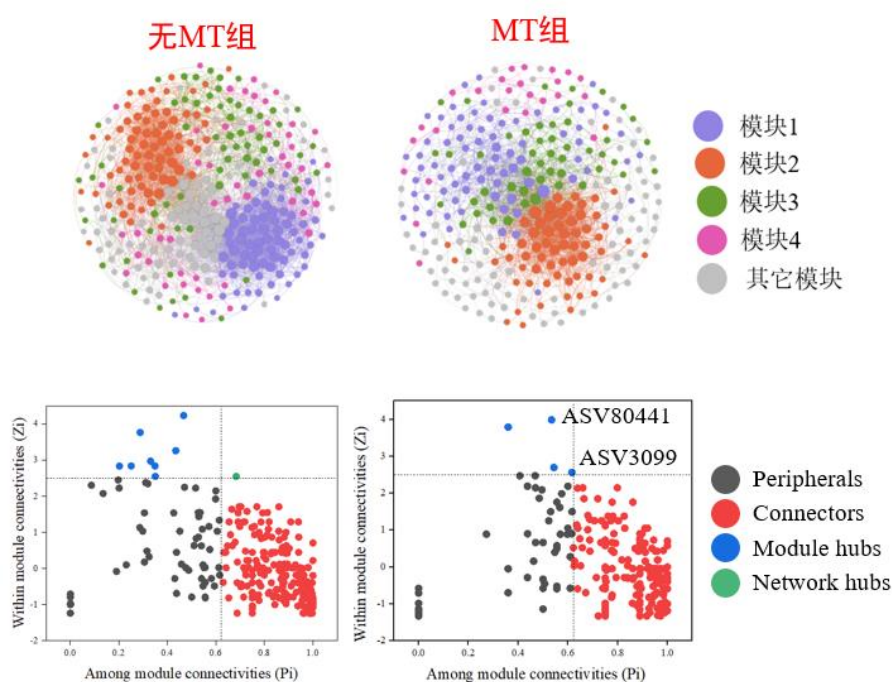 无MT组
MT组
模块1
模块2
模块3
模块4
其它模块
Within module connectivities (Zi)
4
3
2
1
0
-1
-2
0.0
0.2
0.4
0.6
0.8
1.0
Among module connectivities (Pi)
Within module connectivities (Zi)
4
3
2
1
0
-1
-2
0.0
0.2
0.4
0.6
0.8
1.0
Among module connectivities (Pi)
ASV80441
ASV3099
Peripherals
Connectors
Module hubs
Network hubs